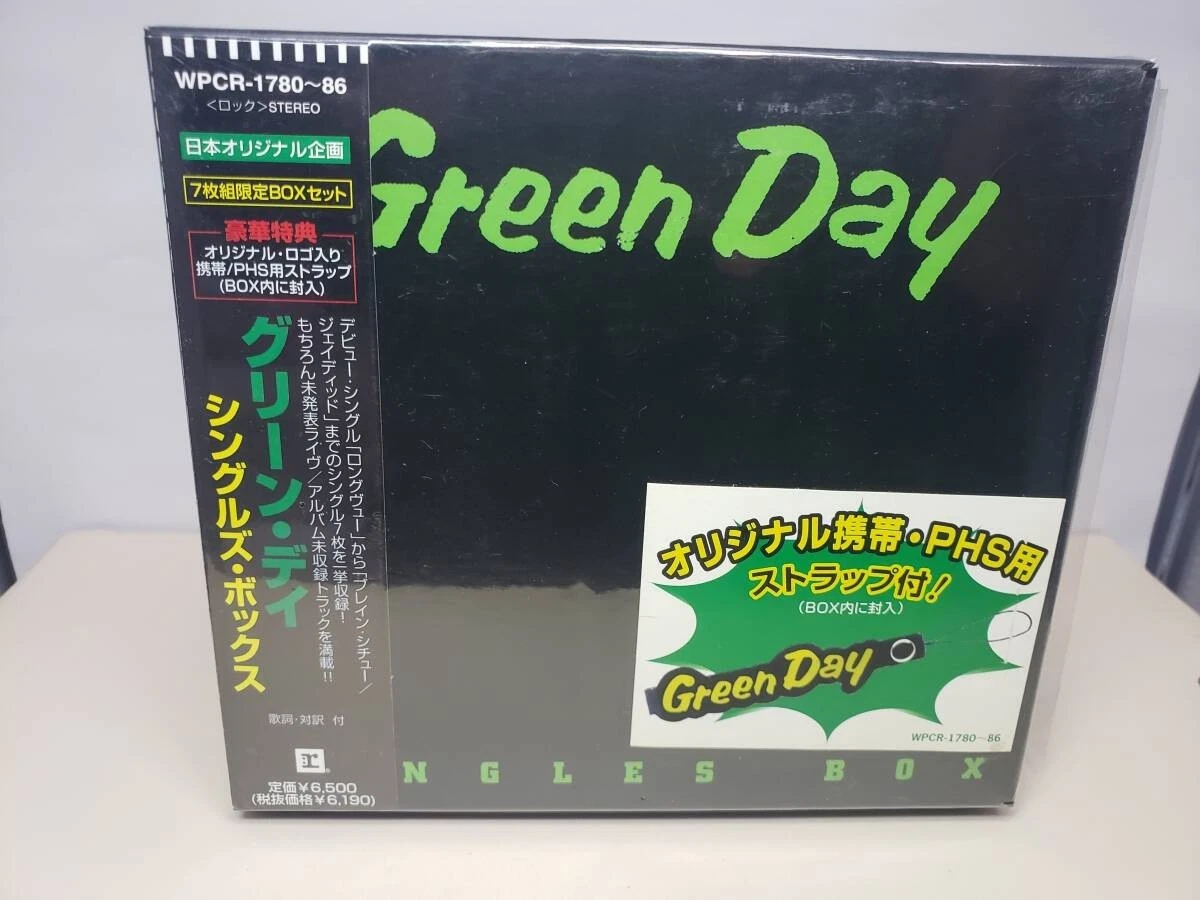 WPCR-1780～86
<ロック>STEREO
日本オリジナル企画
7枚組限定BOXセット
豪華特典
オリジナル・ロゴ入り
携帯/PHS用ストラップ
(BOX内に封入)
グリーン・デイ
シングルズ・ボックス
デビュー・シングル「ロングヴュー」から「ブレイン・シチュー/
ジェイディッド」までのシングル7枚を一挙収録!
もちろん未発表ライヴ/アルバム未収録トラックを満載!!
歌詞・対訳 付
r
定価¥6,500
(税抜価格¥6,190)
Green Day
オリジナル携帯・PHS用
ストラップ付!
(BOX内に封入)
Green Day
WPCR-1780～86
NGLES BOX